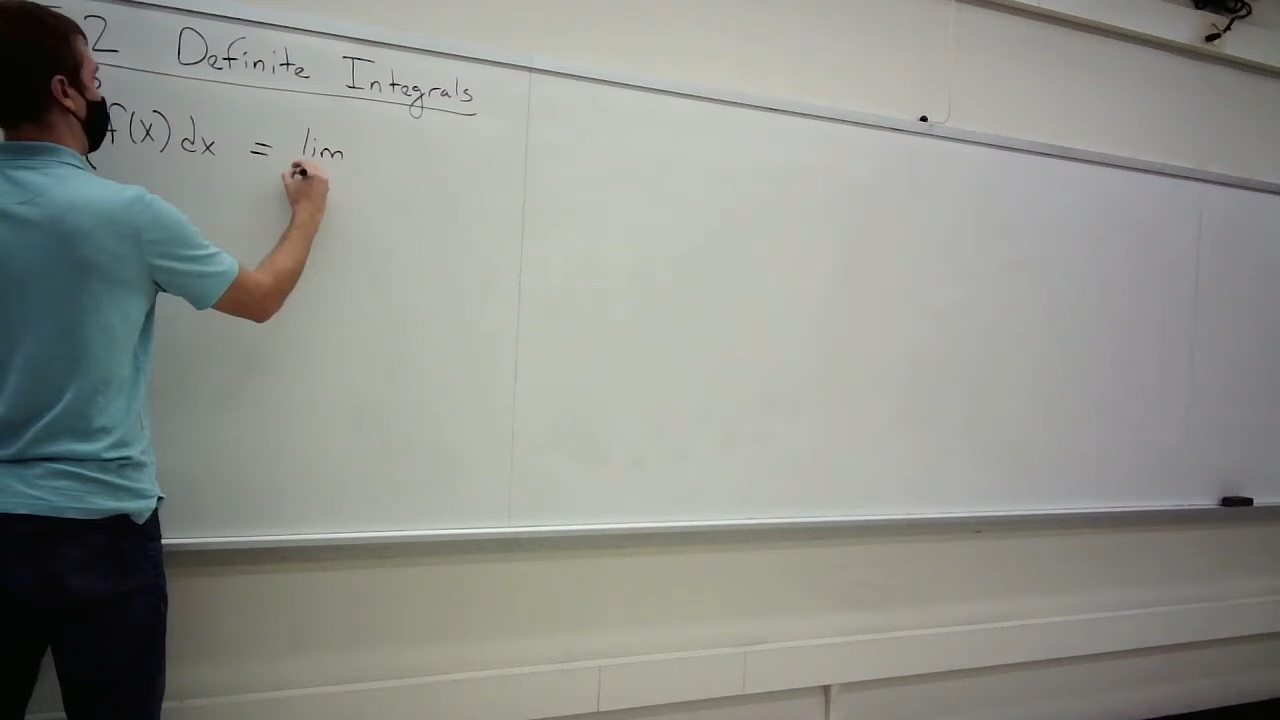 2 Definite Integrals
f(x) dx = lim